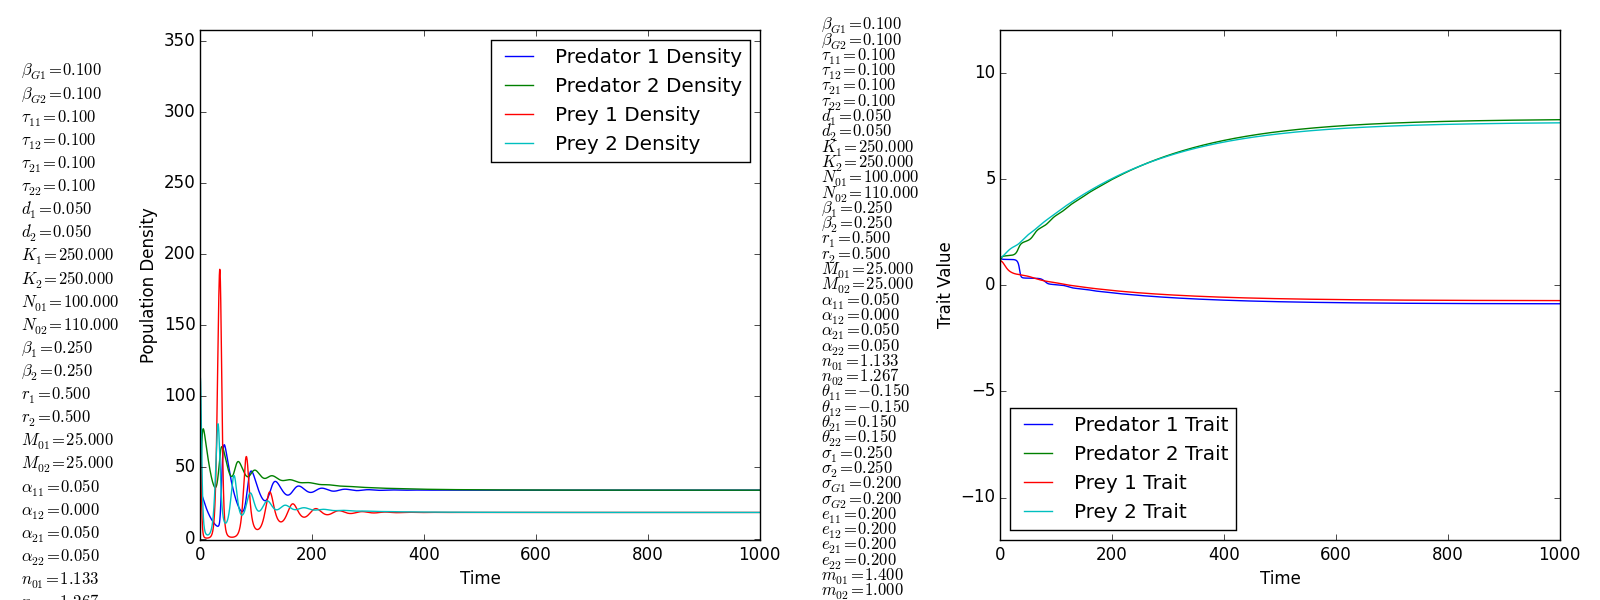 β_G1=0.100
β_G2=0.100
τ_11=0.100
τ_12=0.100
τ_21=0.100
τ_22=0.100
d_1=0.050
d_2=0.050
K_1=250.000
K_2=250.000
N_01=100.000
N_02=110.000
β_1=0.250
β_2=0.250
r_1=0.500
r_2=0.500
M_01=25.000
M_02=25.000
α_11=0.050
α_12=0.000
α_21=0.050
α_22=0.050
n_01=1.133
Population Density
350
300
250
200
150
100
50
0
0 200 400 600 800 1000
Time
Predator 1 Density
Predator 2 Density
Prey 1 Density
Prey 2 Density
β_G1=0.100
β_G2=0.100
τ_11=0.100
τ_12=0.100
τ_21=0.100
τ_22=0.100
d_1=0.050
d_2=0.050
K_1=250.000
K_2=250.000
N_01=100.000
N_02=110.000
β_1=0.250
β_2=0.250
r_1=0.500
r_2=0.500
M_01=25.000
M_02=25.000
α_11=0.050
α_12=0.000
α_21=0.050
α_22=0.050
n_01=1.133
n_02=1.267
θ_11=−0.150
θ_12=−0.150
θ_21=0.150
θ_22=0.150
σ_1=0.250
σ_2=0.250
σ_G1=0.200
σ_G2=0.200
e_11=0.200
e_12=0.200
e_21=0.200
e_22=0.200
m_01=1.400
m_02=1.000
Trait Value
10
5
0
−5
−10
0 200 400 600 800 1000
Time
Predator 1 Trait
Predator 2 Trait
Prey 1 Trait
Prey 2 Trait